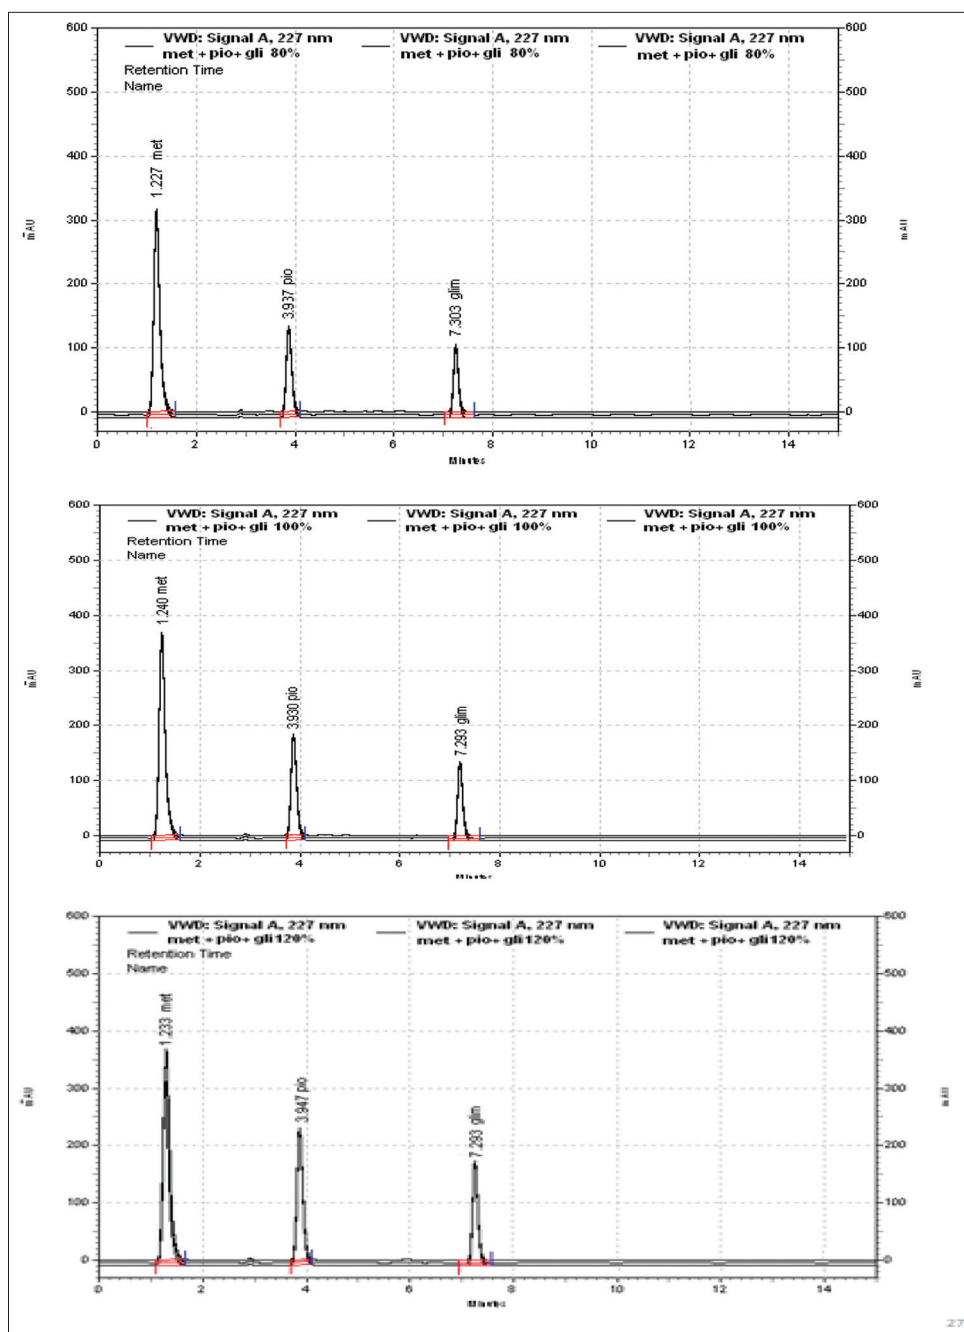 600
VWD: Signal A, 227 nm VWD: Signal A, 227 nm VWD: Signal A, 227 nm
600
met + pio+ gli 80% met + pio+ gli 80% met + pio+ gli 80%
Retention Time
Name
500 500
400 400
1.227 met
300 300
mAU mAU
200 200
3.937 pio
7.303 glim
100 100
0 0
0 2 4 6 8 10 12 14
Minutes
600
VWD: Signal A, 227 nm VWD: Signal A, 227 nm VWD: Signal A, 227 nm
600
met + pio+ gli 100% met + pio+ gli 100% met + pio+ gli 100%
Retention Time
Name
500 500
1.240 met
400 400
300 300
mAU mAU
3.930 pio
200 200
7.293 glim
100 100
0 0
0 2 4 6 8 10 12 14
Minutes
600
VWD: Signal A, 227 nm VWD: Signal A, 227 nm VWD: Signal A, 227 nm
600
met + pio+ gli120% met + pio+ gli120% met + pio+ gli120%
Retention Time
Name
500 500
1.233 met
400 400
300 300
mAU mAU
3.947 pio
200 200
7.293 glim
100 100
0 0
0 2 4 6 8 10 12 14
Minutes
27